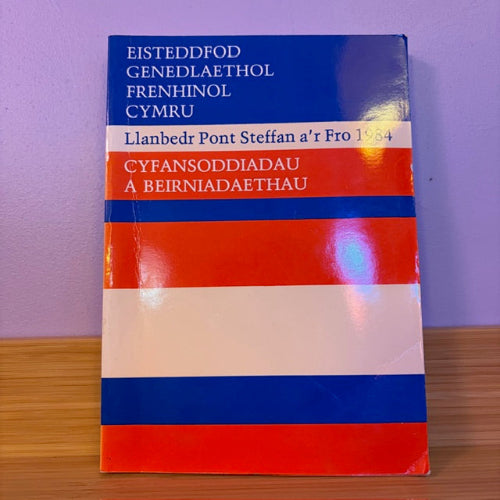 EISTEDDFOD
GENEDLAETHOL
FRENHINOL
CYMRU
Llanbedr Pont Steffan a'r Fro 1984
CYFANSODDIADAU
A BEIRNIADAETHAU